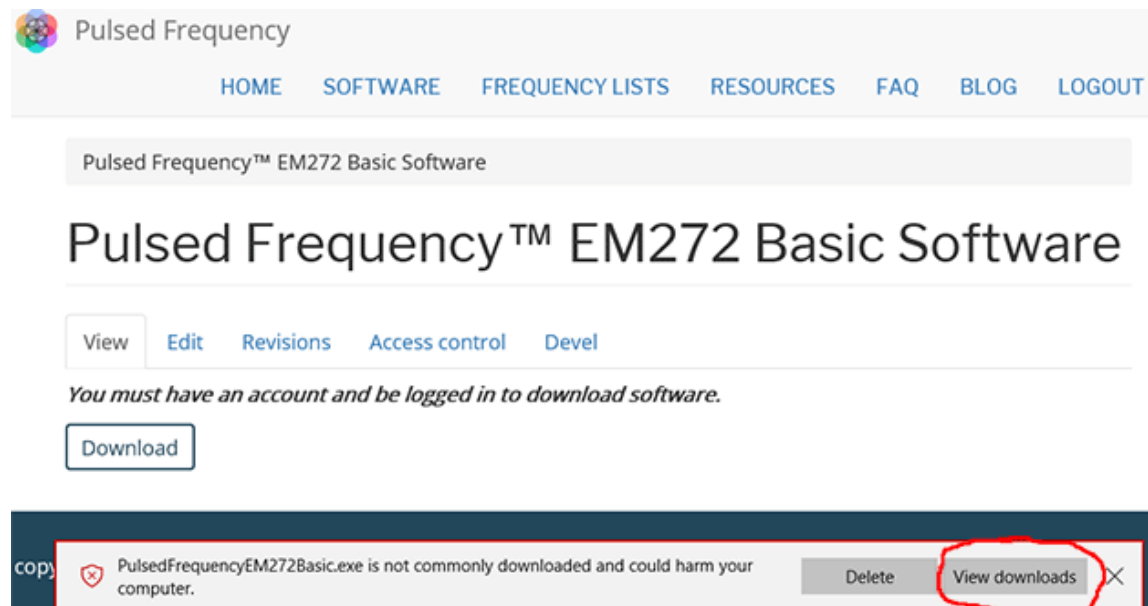 Pulsed Frequency
HOME SOFTWARE FREQUENCY LISTS RESOURCES FAQ BLOG LOGOUT
Pulsed Frequency™ EM272 Basic Software
Pulsed Frequency™ EM272 Basic Software
View Edit Revisions Access control Devel
You must have an account and be logged in to download software.
Download
copy
PulsedFrequencyEM272Basic.exe is not commonly downloaded and could harm your
computer.
Delete View downloads